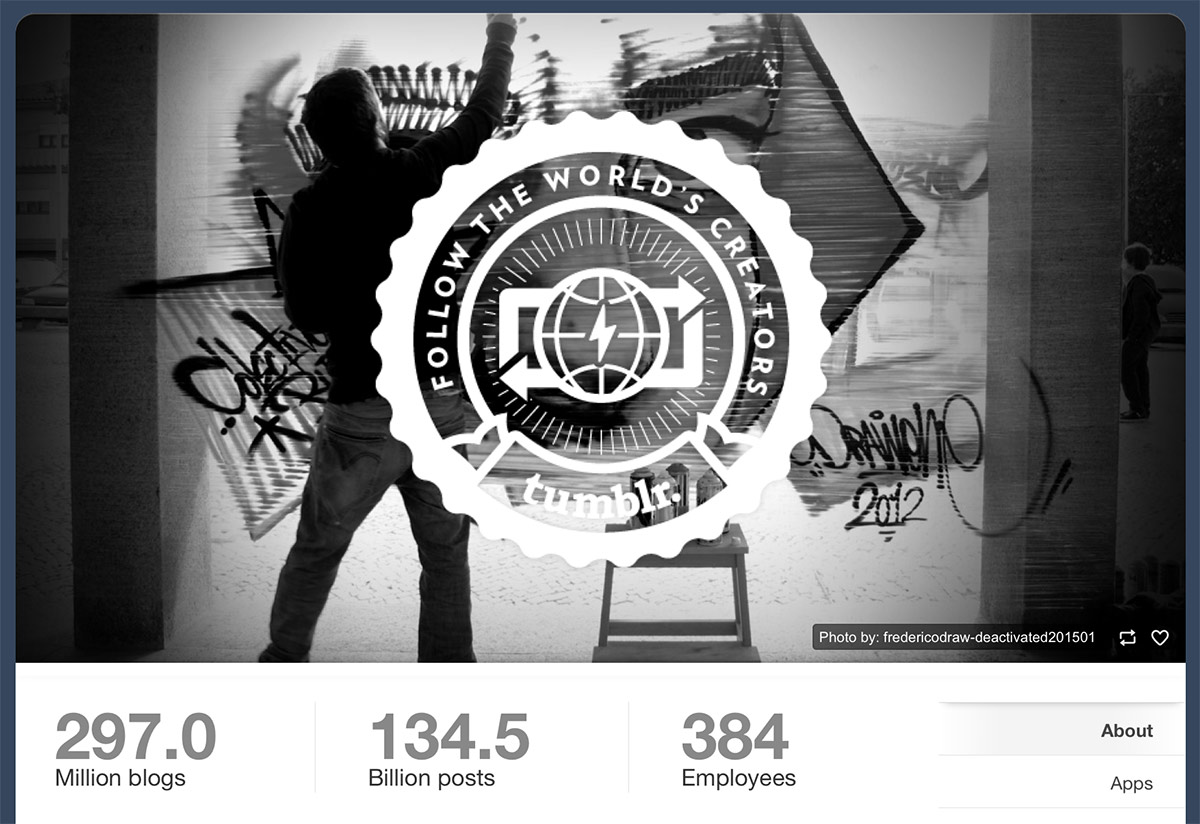 FOLLOW THE WORLD'S CREATORS
tumblr.
DRAWCHO
2012
Photo by: fredericodraw-deactivated201501
297.0
Million blogs
134.5
Billion posts
384
Employees
About
Apps